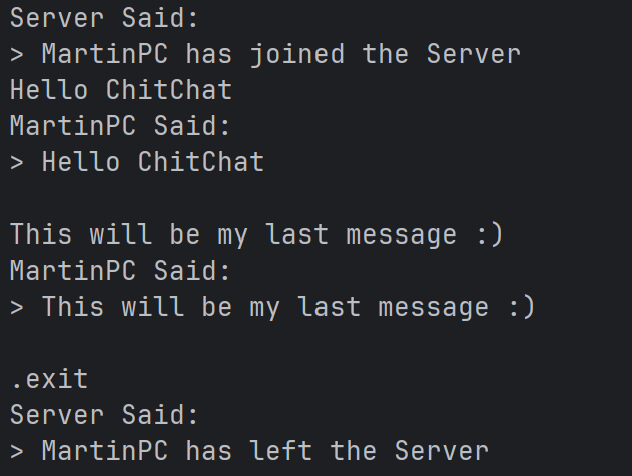 Server Said:
> MartinPC has joined the Server
Hello ChitChat
MartinPC Said:
> Hello ChitChat
This will be my last message :)
MartinPC Said:
> This will be my last message :)
.exit
Server Said:
> MartinPC has left the Server